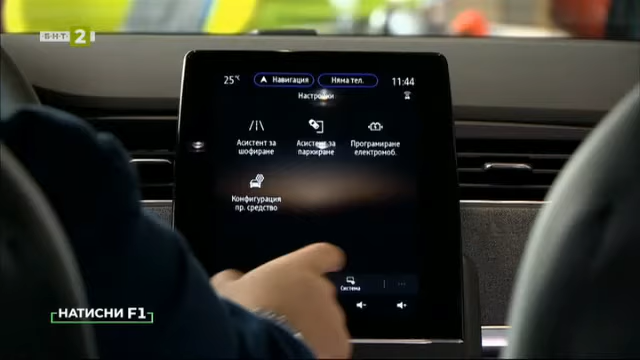 БНТ 2
25°C
Навигация
Няма тел.
11:44
Настройки
Асистент за
шофиране
Асистент за
паркиране
Програмиране
електромоб.
Конфигурация
пр. средство
Система
НАТИСНИ F1